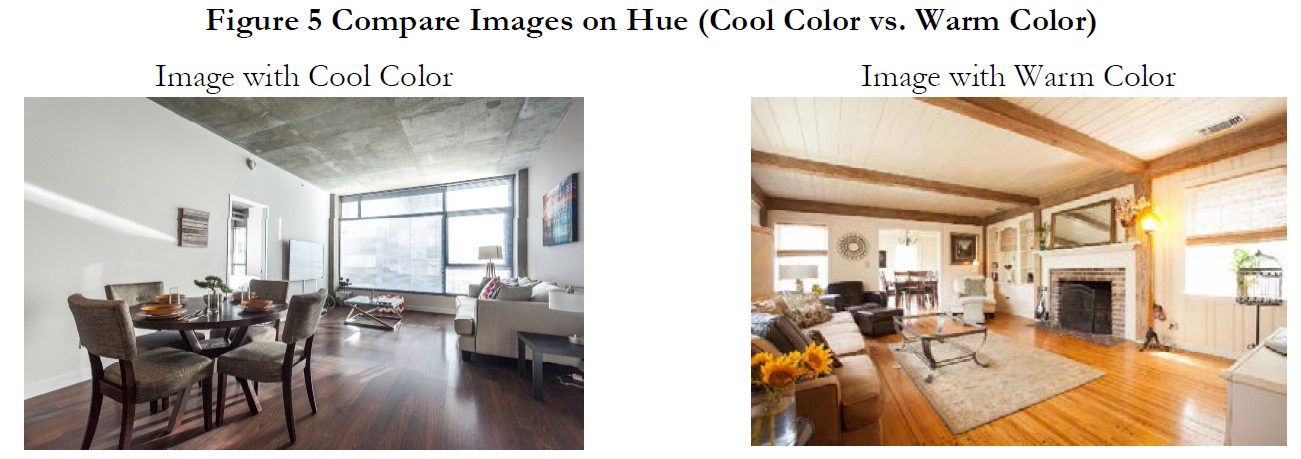 Figure 5 Compare Images on Hue (Cool Color vs. Warm Color)
Image with Cool Color
Image with Warm Color